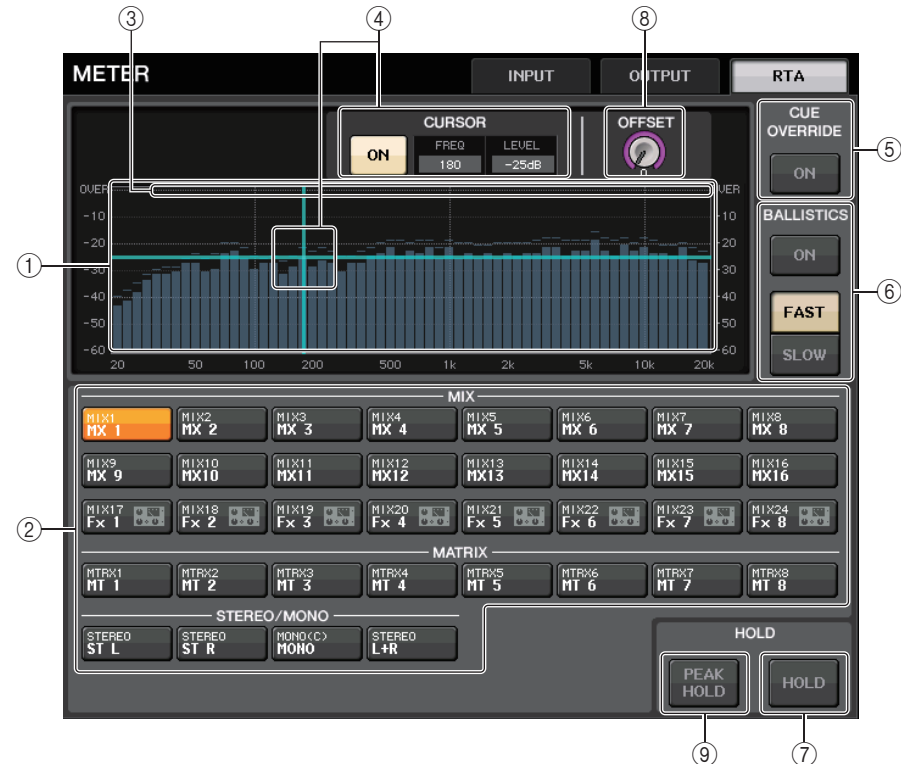 ③ ④ ⑧
METER INPUT OUTPUT RTA
CURSOR OFFSET CUE OVERRIDE
ON FREQ LEVEL ON ⑤
180 -25dB 0
OVER OVER
-10 -10 BALLISTICS
-20 -20 ON
① -30 -30 ⑥
-40 -40 FAST
-50 -50
-60 -60 SLOW
20 50 100 200 500 1k 2k 5k 10k 20k
MIX
MIX1 MIX2 MIX3 MIX4 MIX5 MIX6 MIX7 MIX8
MX 1 MX 2 MX 3 MX 4 MX 5 MX 6 MX 7 MX 8
MIX9 MIX10 MIX11 MIX12 MIX13 MIX14 MIX15 MIX16
MX 9 MX10 MX11 MX12 MX13 MX14 MX15 MX16
MIX17 MIX18 MIX19 MIX20 MIX21 MIX22 MIX23 MIX24
② Fx 1 Fx 2 Fx 3 Fx 4 Fx 5 Fx 6 Fx 7 Fx 8
MATRIX
MTRX1 MTRX2 MTRX3 MTRX4 MTRX5 MTRX6 MTRX7 MTRX8
MT 1 MT 2 MT 3 MT 4 MT 5 MT 6 MT 7 MT 8
STEREO/MONO
STEREO STEREO MONO(C) STEREO
ST L ST R MONO L+R
HOLD
PEAK HOLD HOLD
⑨ ⑦